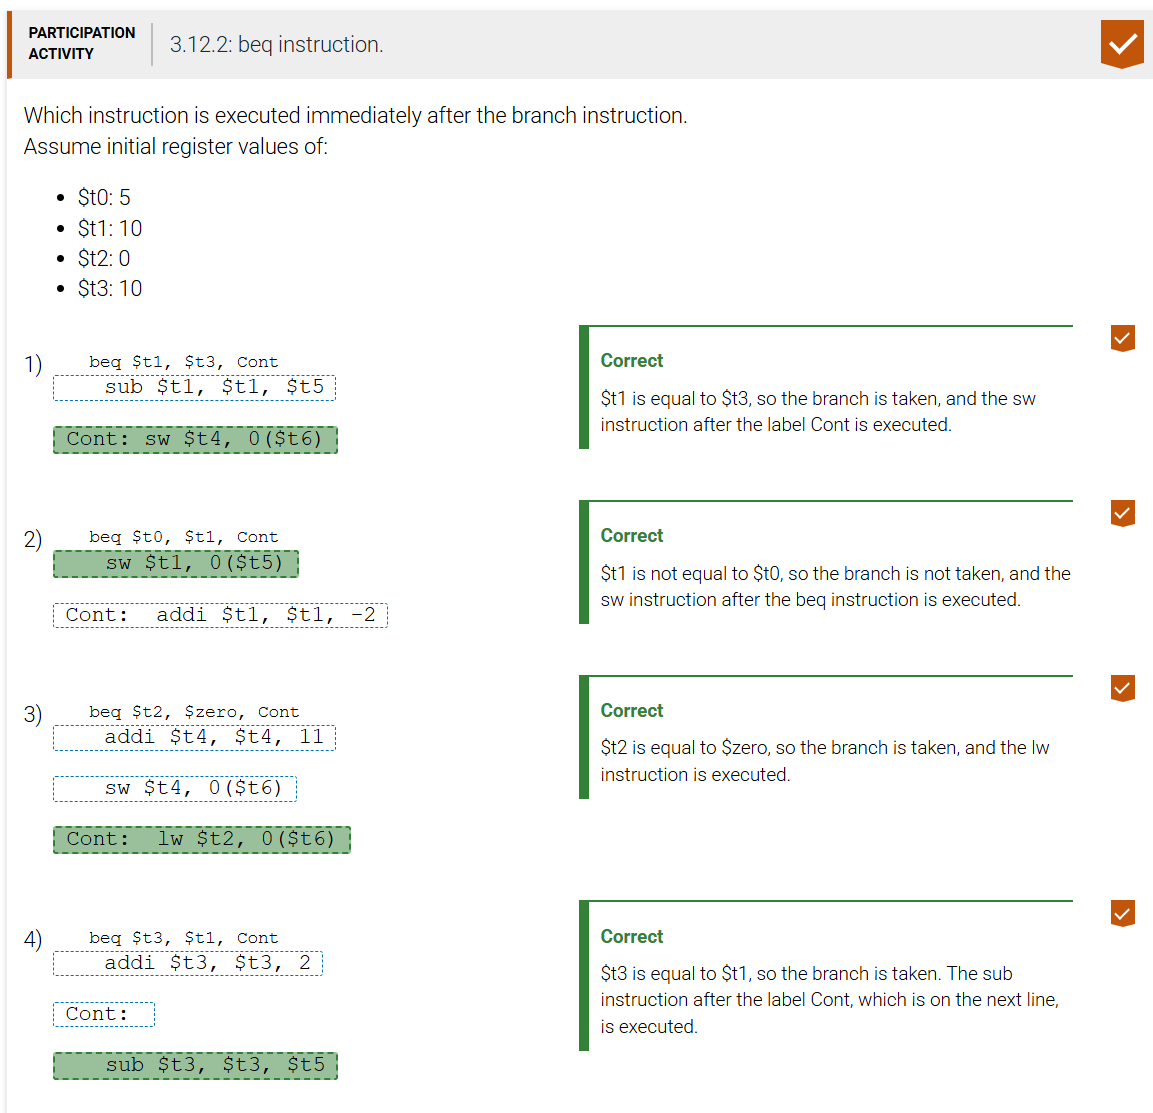 PARTICIPATION
ACTIVITY
3.12.2: beq instruction.
Which instruction is executed immediately after the branch instruction.
Assume initial register values of:
• $t0: 5
• $t1: 10
• $t2: 0
• $t3: 10
1)
beq $t1, $t3, Cont
sub $t1, $t1, $t5
Cont: sw $t4, 0($t6)
Correct
$t1 is equal to $t3, so the branch is taken, and the sw
instruction after the label Cont is executed.
2)
beq $t0, $t1, Cont
sw $t1, 0($t5)
Cont: addi $t1, $t1, -2
Correct
$t1 is not equal to $t0, so the branch is not taken, and the
sw instruction after the beq instruction is executed.
3)
beq $t2, $zero, Cont
addi $t4, $t4, 11
sw $t4, 0($t6)
Cont: lw $t2, 0($t6)
Correct
$t2 is equal to $zero, so the branch is taken, and the lw
instruction is executed.
4)
beq $t3, $t1, Cont
addi $t3, $t3, 2
Cont:
sub $t3, $t3, $t5
Correct
$t3 is equal to $t1, so the branch is taken. The sub
instruction after the label Cont, which is on the next line,
is executed.